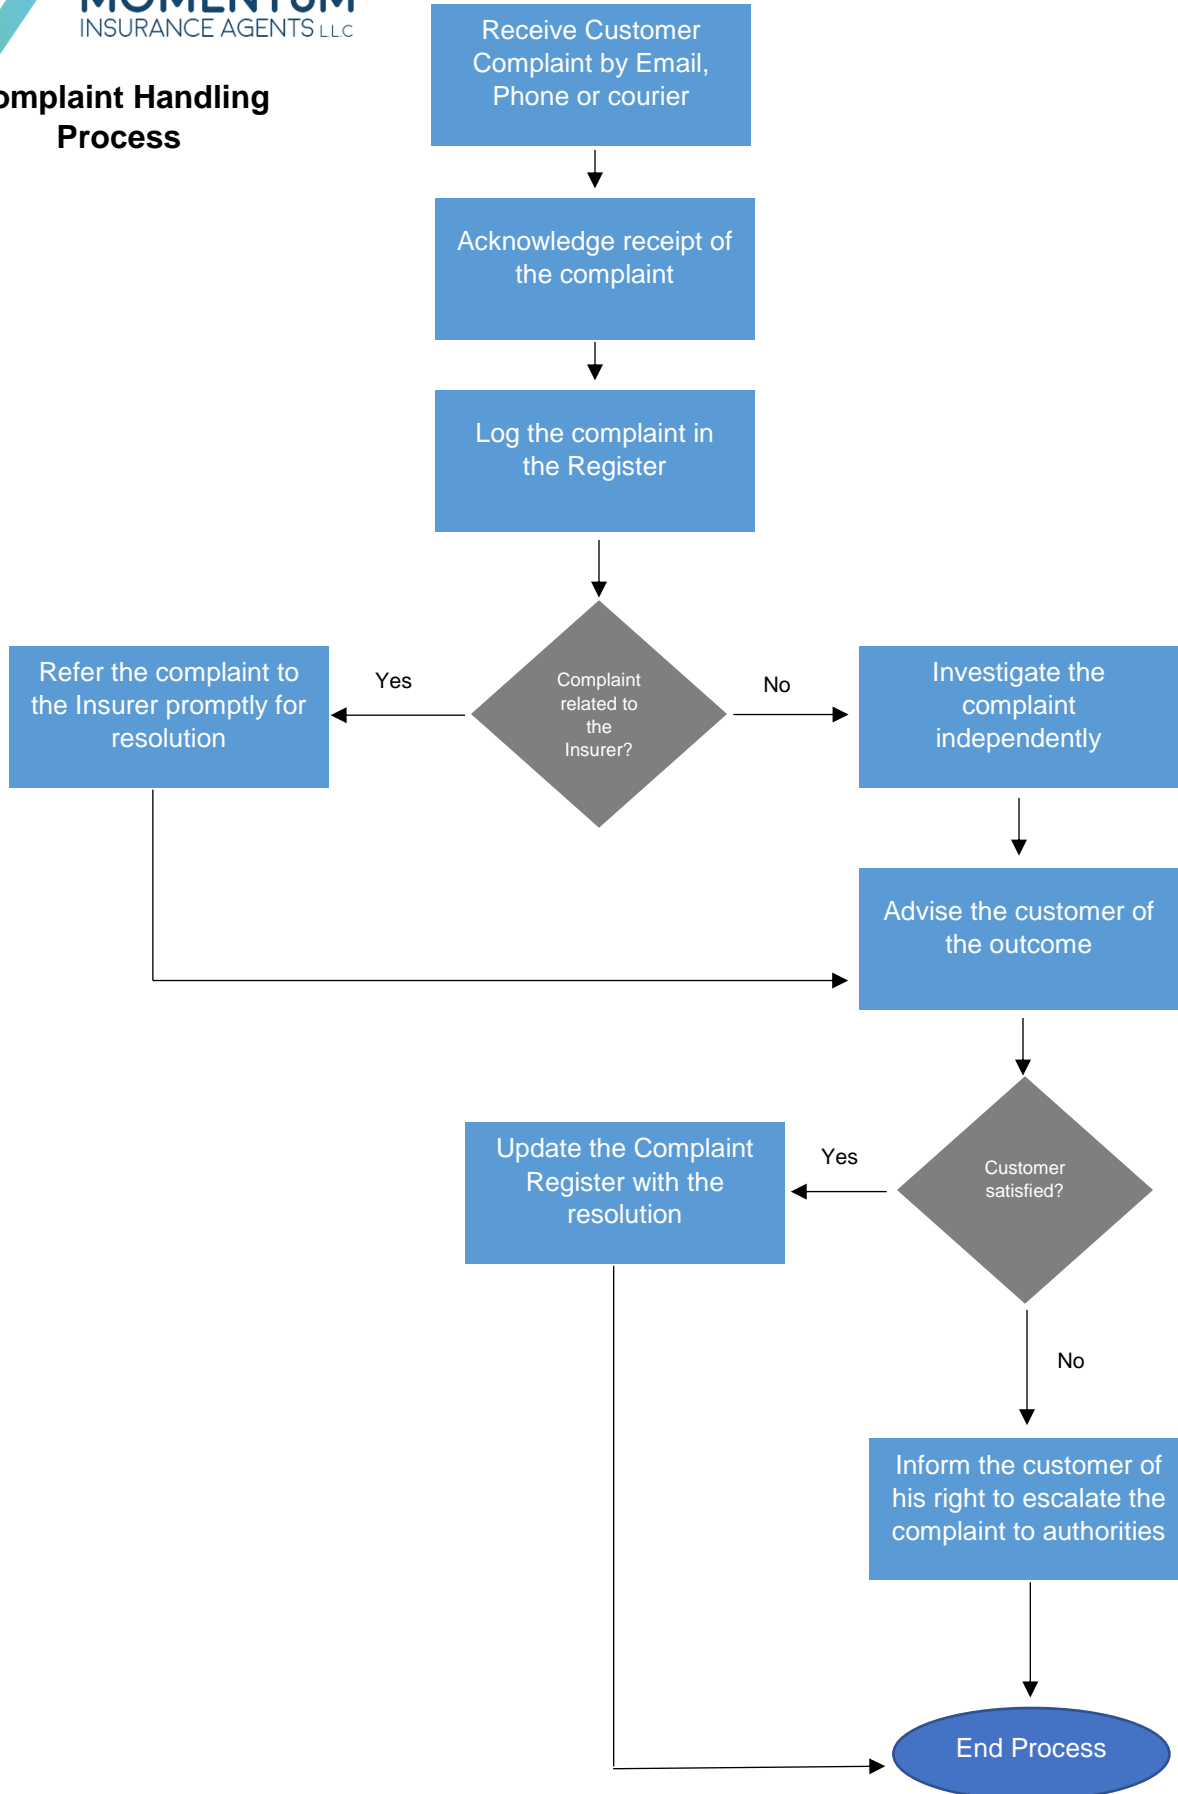 MOMENTUM
INSURANCE AGENTS LLC
omplaint Handling
Process
Receive Customer
Complaint by Email,
Phone or courier
Acknowledge receipt of
the complaint
Log the complaint in
the Register
Refer the complaint to
the Insurer promptly for
resolution
Yes
Complaint
related to
the
Insurer?
No
Investigate the
complaint
independently
Advise the customer of
the outcome
Update the Complaint
Register with the
resolution
Yes
Customer
satisfied?
No
Inform the customer of
his right to escalate the
complaint to authorities
End Process